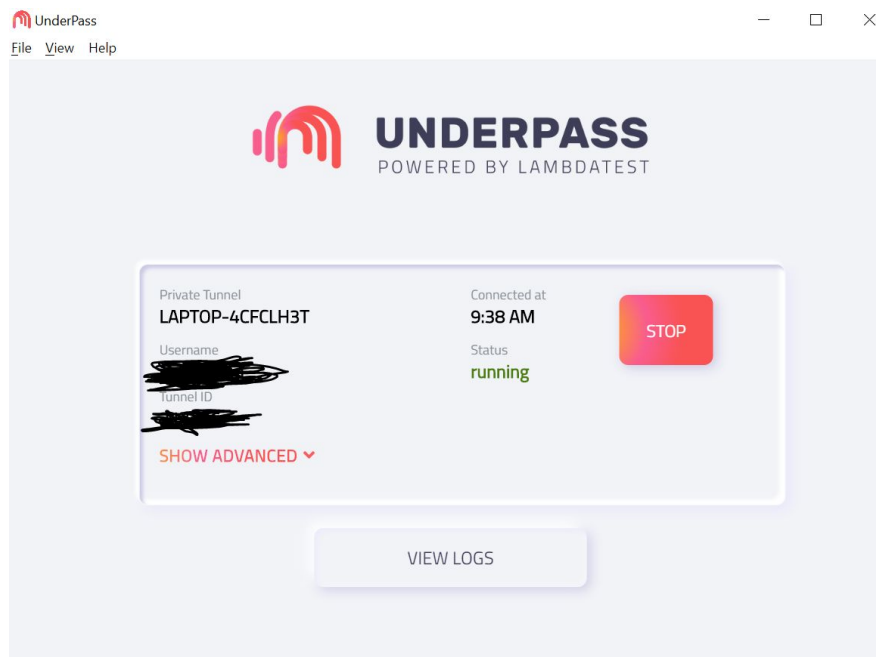 UnderPass
File View Help
UNDERPASS
POWERED BY LAMBDATEST
Private Tunnel
LAPTOP-4CFCLH3T
Connected at
9:38 AM
STOP
Username
Status
running
Tunnel ID
SHOW ADVANCED
VIEW LOGS